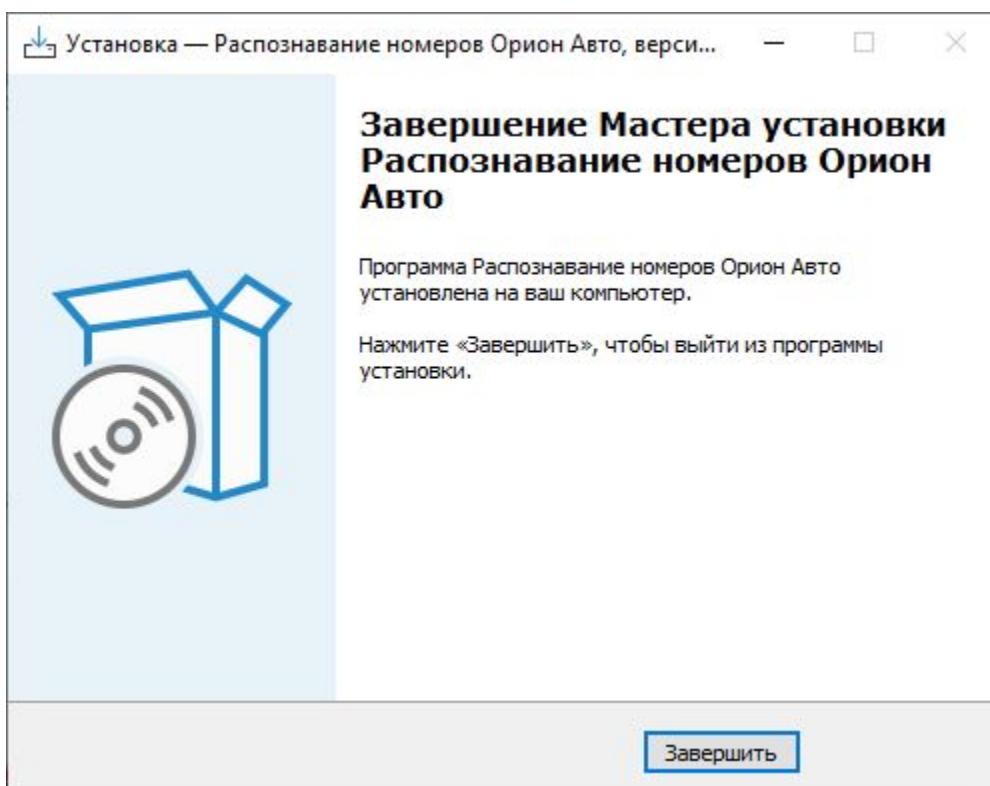 Установка — Распознавание номеров Орион Авто, верси...
Завершение Мастера установки
Распознавание номеров Орион
Авто
Программа Распознавание номеров Орион Авто
установлена на ваш компьютер.
Нажмите «Завершить», чтобы выйти из программы
установки.
Завершить